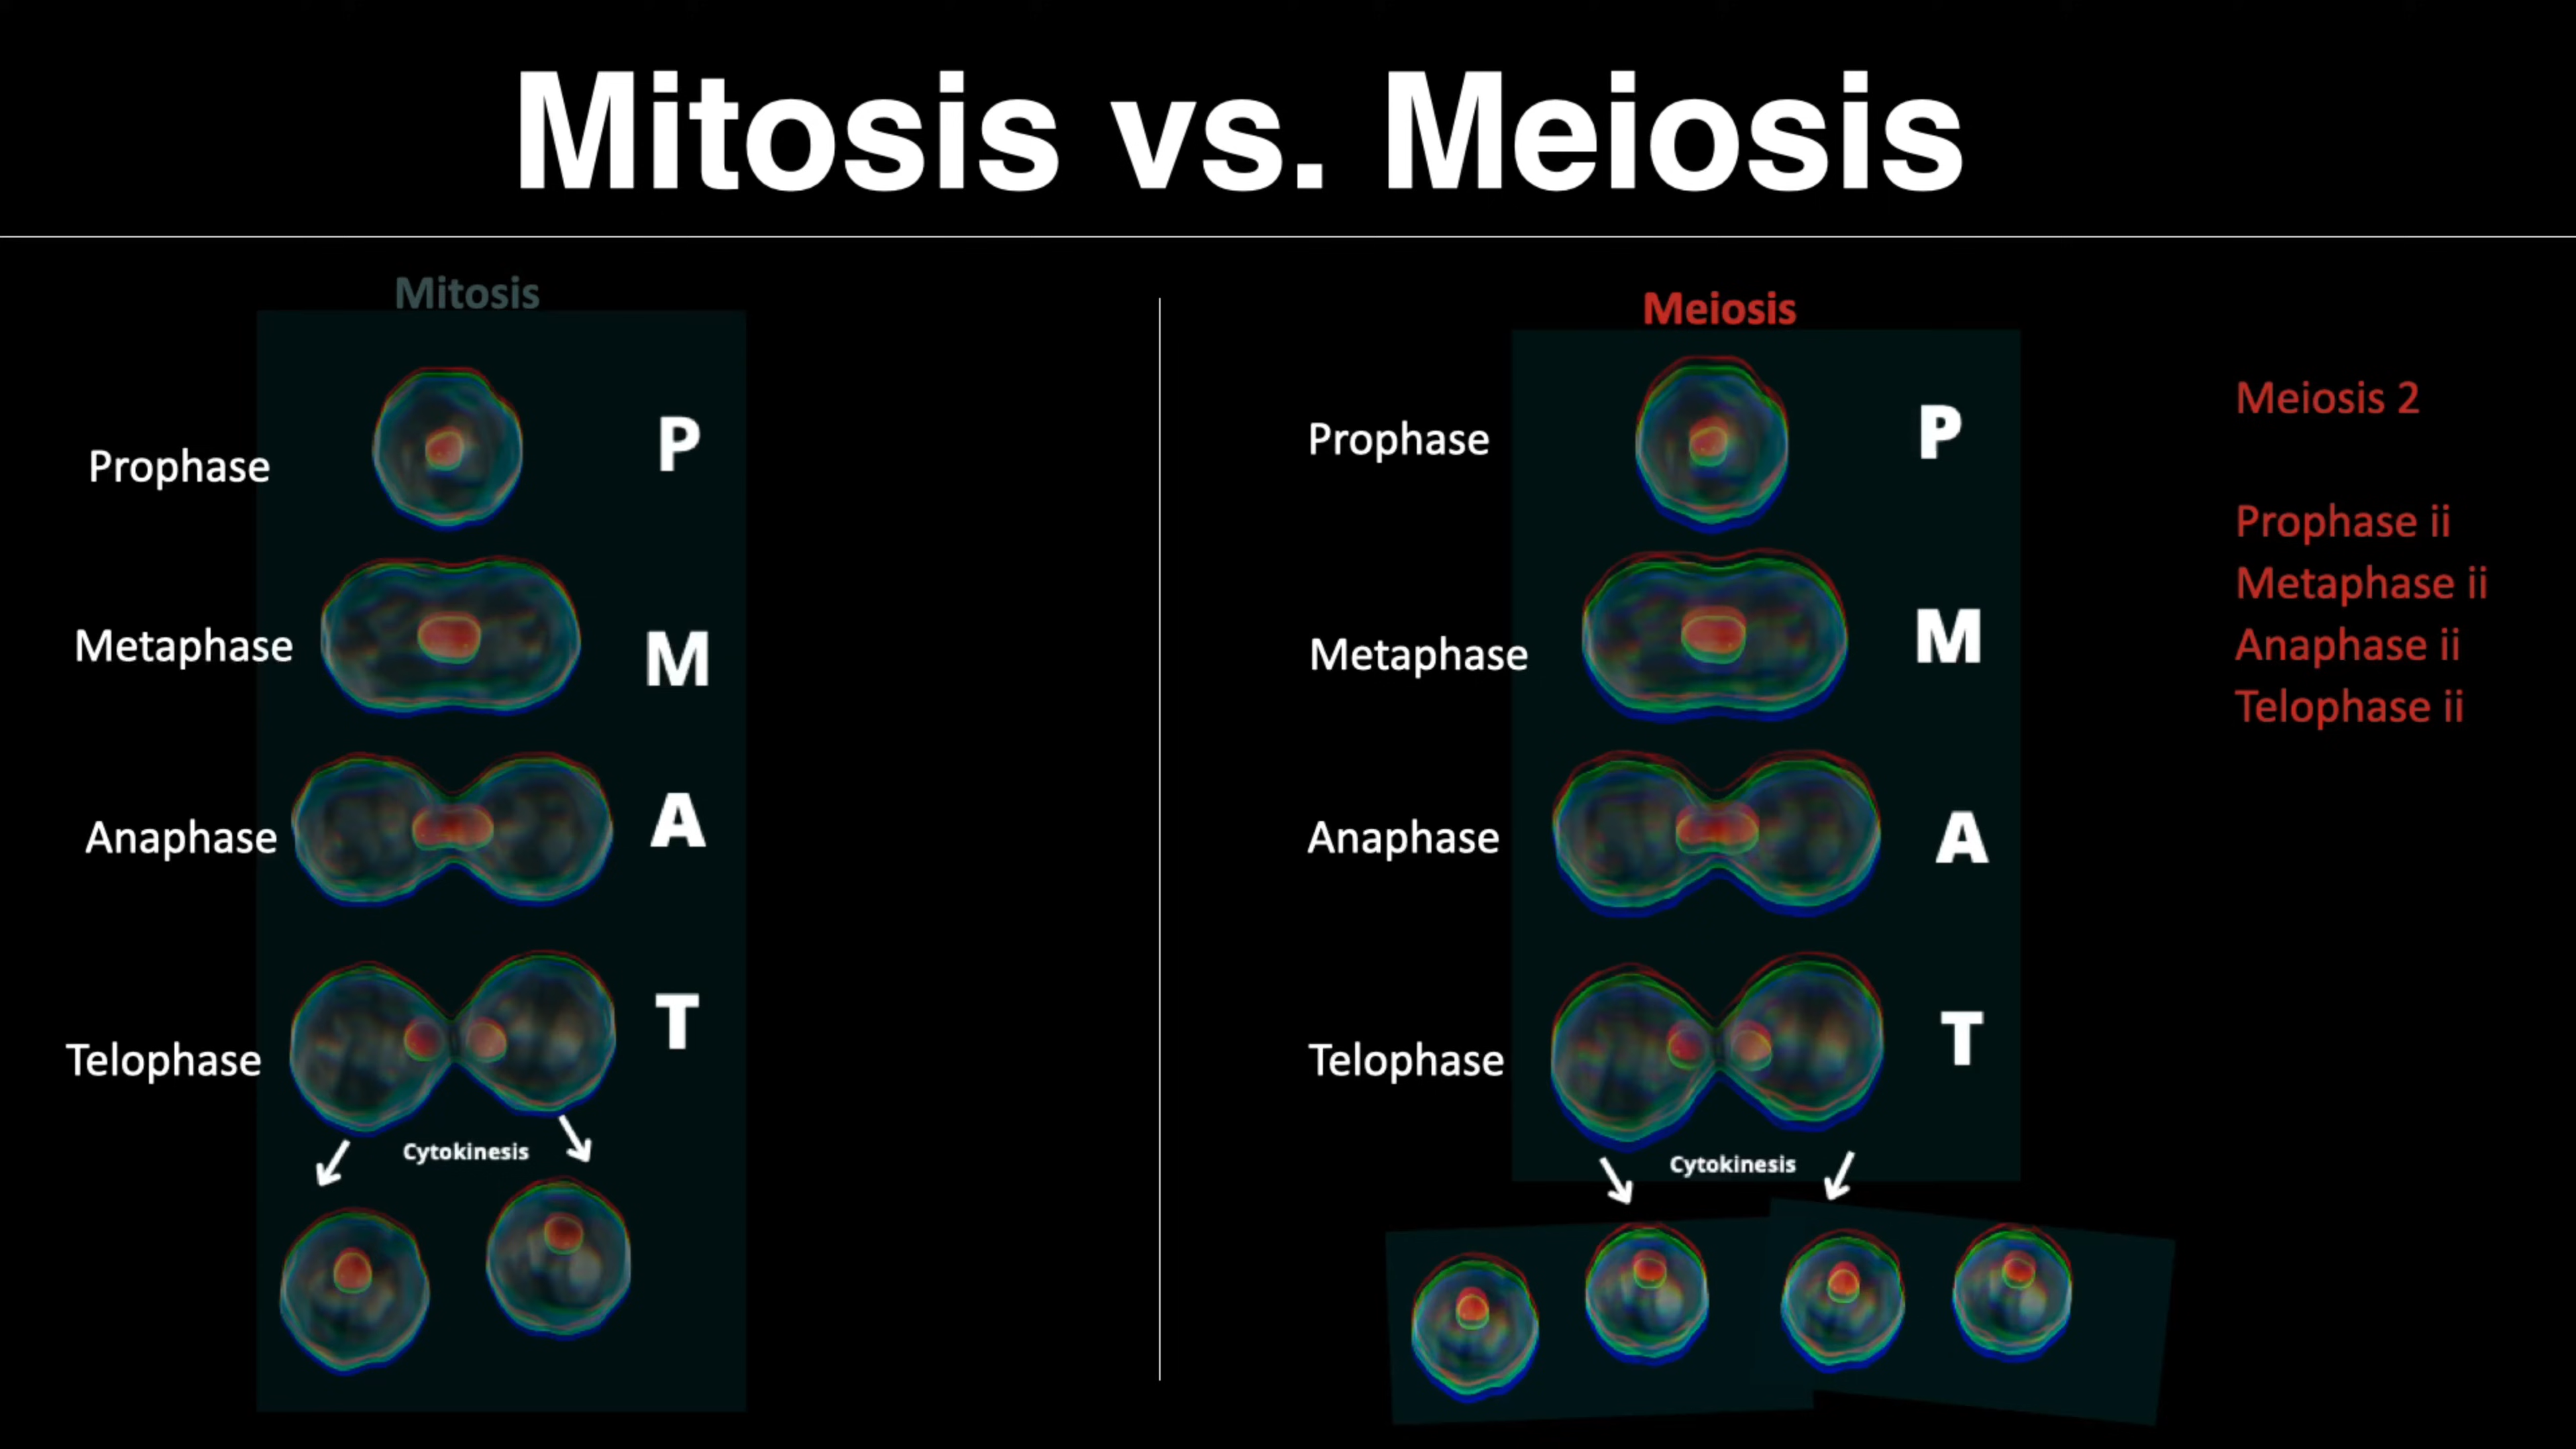 Mitosis vs. Meiosis
Mitosis
Prophase
P
Metaphase
M
Anaphase
A
Telophase
T
Cytokinesis
Meiosis
Prophase
P
Metaphase
M
Anaphase
A
Telophase
T
Cytokinesis
Meiosis 2
Prophase ii
Metaphase ii
Anaphase ii
Telophase ii